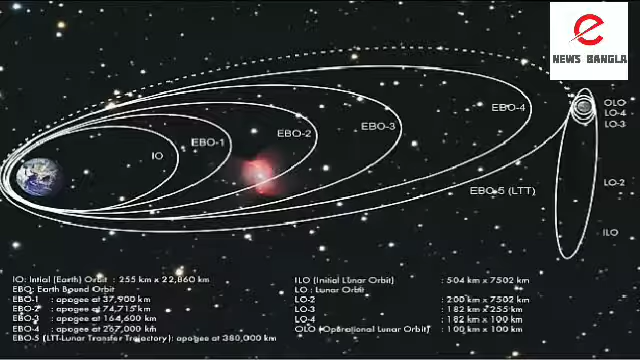 e
NEWS BANGLA
OLO
LO-4
LO-3
EBO-4
EBO-3
EBO-2
EBO-1
IO
LO-2
EBO-5 (LTT)
ILO
IO: Intial (Earth) Orbit : 255 km x 22,860 km
EBO: Earth Bound Orbit
EBO-1 : apogee at 37,900 km
EBO-2 : apogee at 74,715 km
EBO-3 : apogee at 164,600 km
EBO-4 : apogee at 267,000 km
EBO-5 (LTT-Lunar Transfer Trajectory): apogee at 380,000 km
ILO (Initial Lunar Orbit) : 504 km x 7502 km
LO : Lunar Orbit
LO-2 : 200 km x 7502 km
LO-3 : 182 km x 255 km
LO-4 : 182 km x 100 km
OLO (Operational Lunar Orbit) : 100 km x 100 km